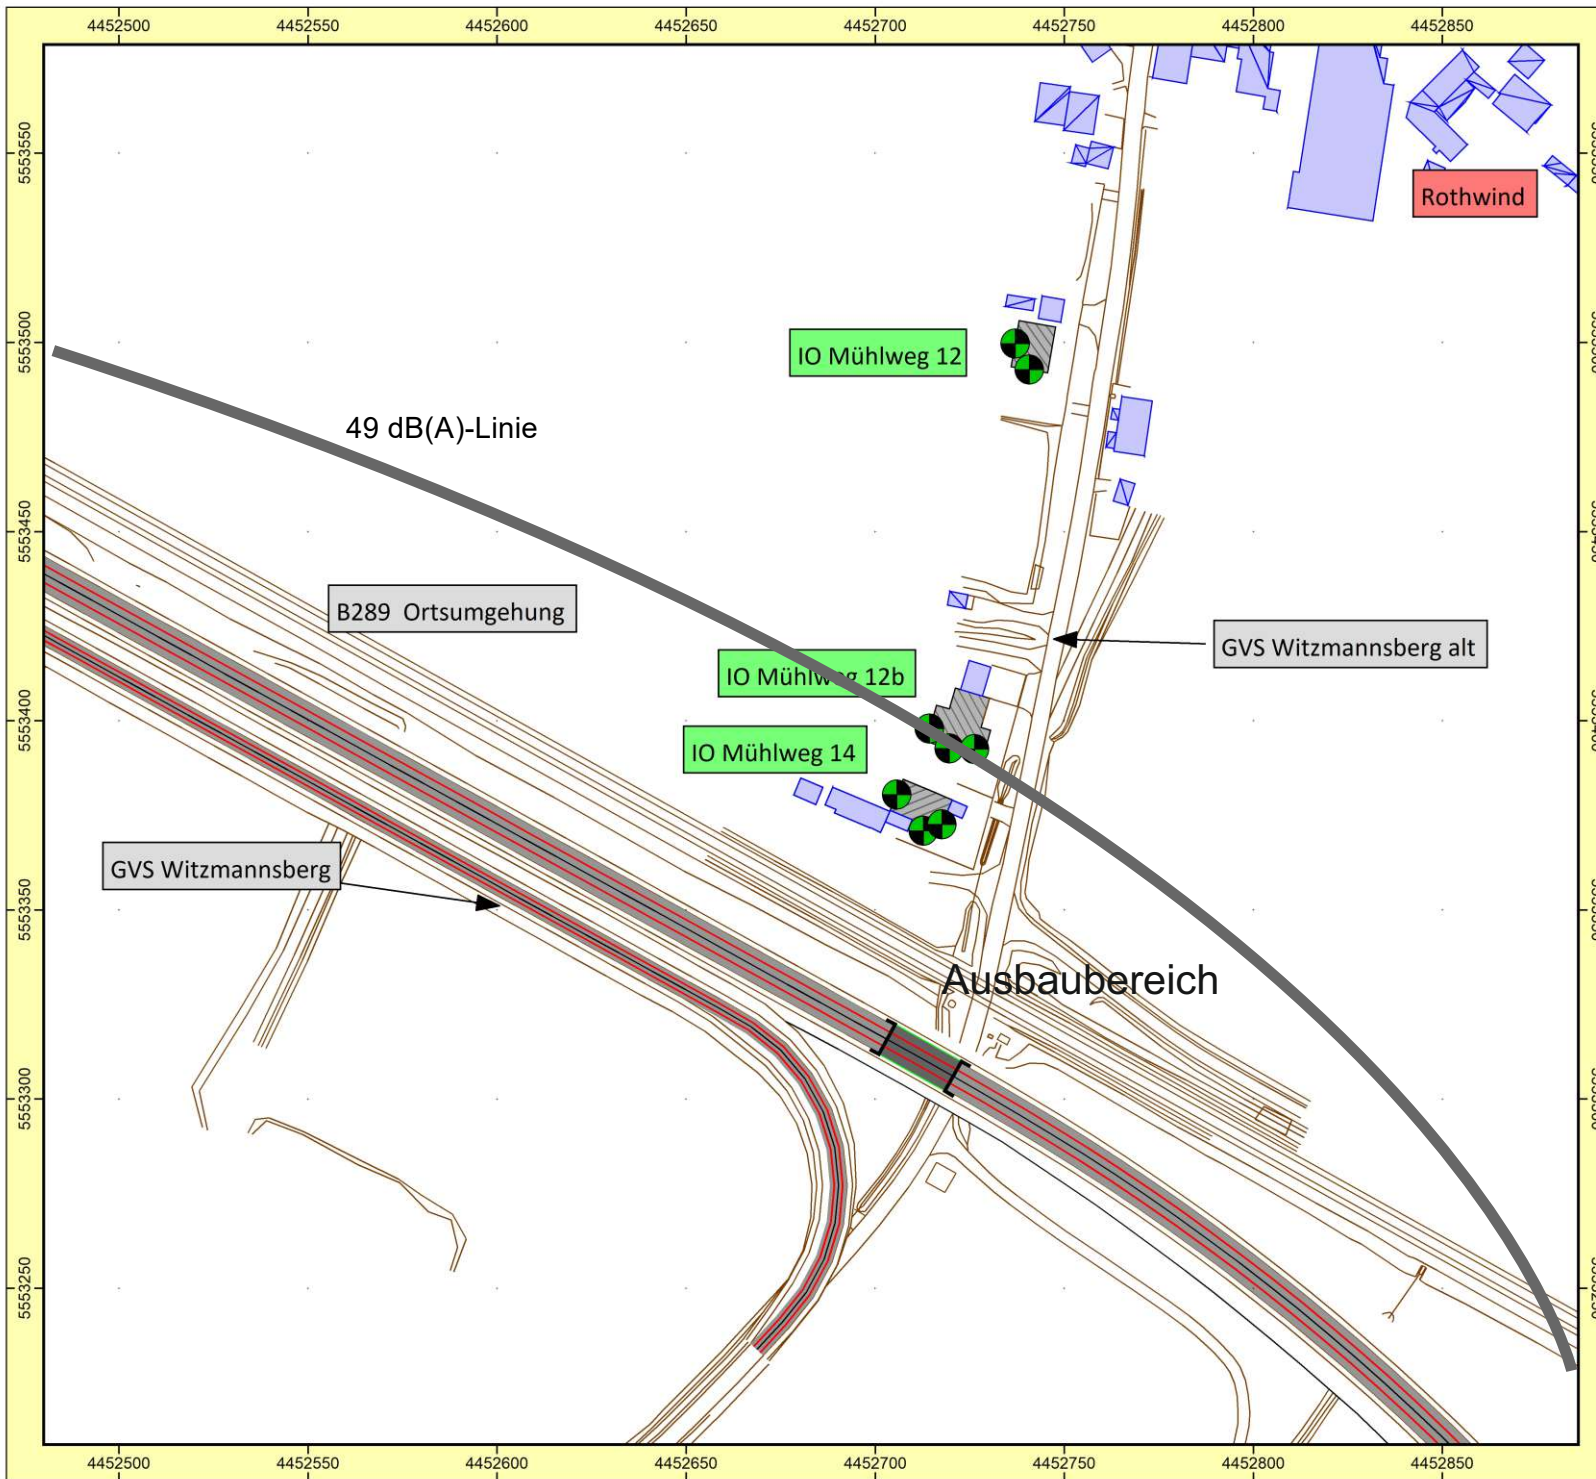 4452500 4452550 4452600 4452650 4452700 4452750 4452800 4452850
5553550
Rothwind
5553500
IO Mühlweg 12
49 dB(A)-Linie
5553450
B289 Ortsumgehung
GVS Witzmannsberg alt
IO Mühlweg 12b
5553400
IO Mühlweg 14
GVS Witzmannsberg
5553350
Ausbaubereich
5553300
5553250
4452500 4452550 4452600 4452650 4452700 4452750 4452800 4452850